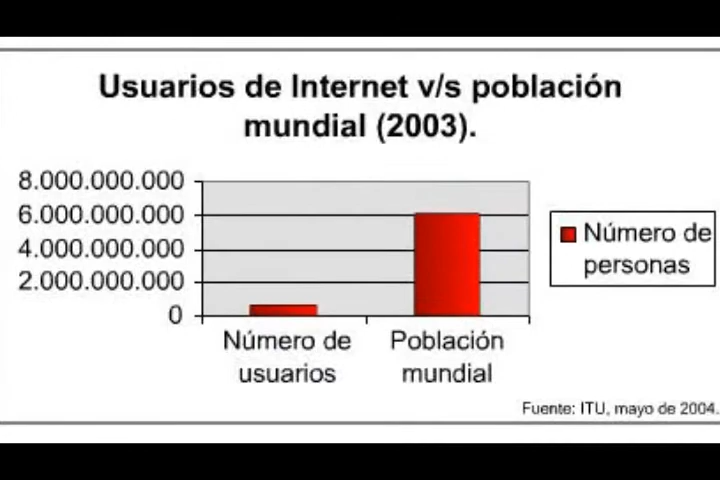 Usuarios de Internet v/s población
mundial (2003).
8.000.000.000
6.000.000.000
4.000.000.000
2.000.000.000
0
Número de
usuarios
Población
mundial
Número de
personas
Fuente: ITU, mayo de 2004.